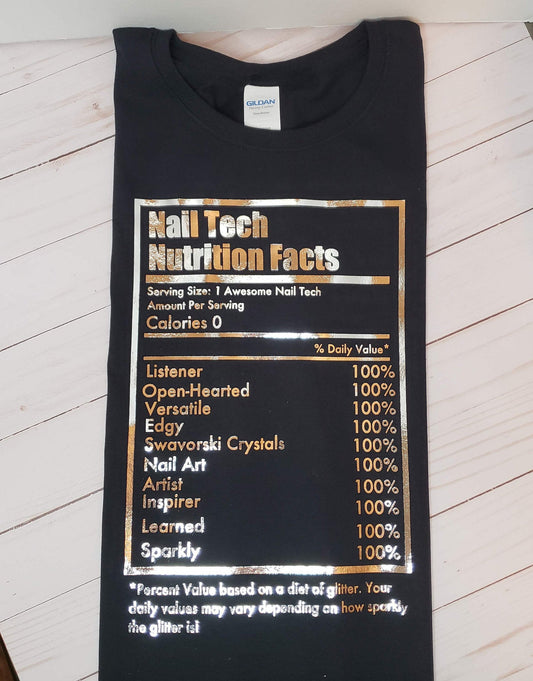 GILDAN
Nail Tech
Nutrition Facts
Serving Size: 1 Awesome Nail Tech
Amount Per Serving
Calories 0
% Daily Value*
Listener 100%
Open-Hearted 100%
Versatile 100%
Edgy 100%
Swavorski Crystals 100%
Nail Art 100%
Artist 100%
Inspirer 100%
Learned 100%
Sparkly 100%
*Percent Value based on a diet of glitter. Your
daily values may vary depending on how sparkly
the glitter is!